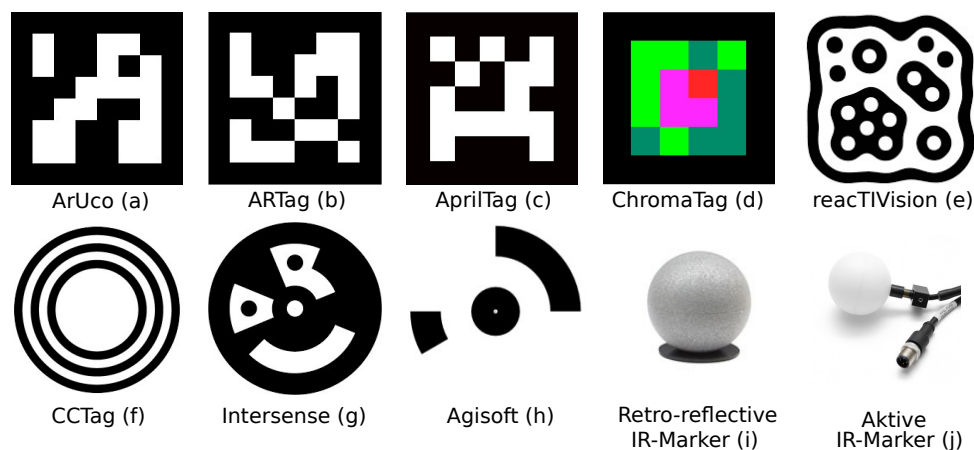 ArUco (a)
ARTag (b)
AprilTag (c)
ChromaTag (d)
reacTIVision (e)
CCTag (f)
Intersense (g)
Agisoft (h)
Retro-reflective
IR-Marker (i)
Aktive
IR-Marker (j)